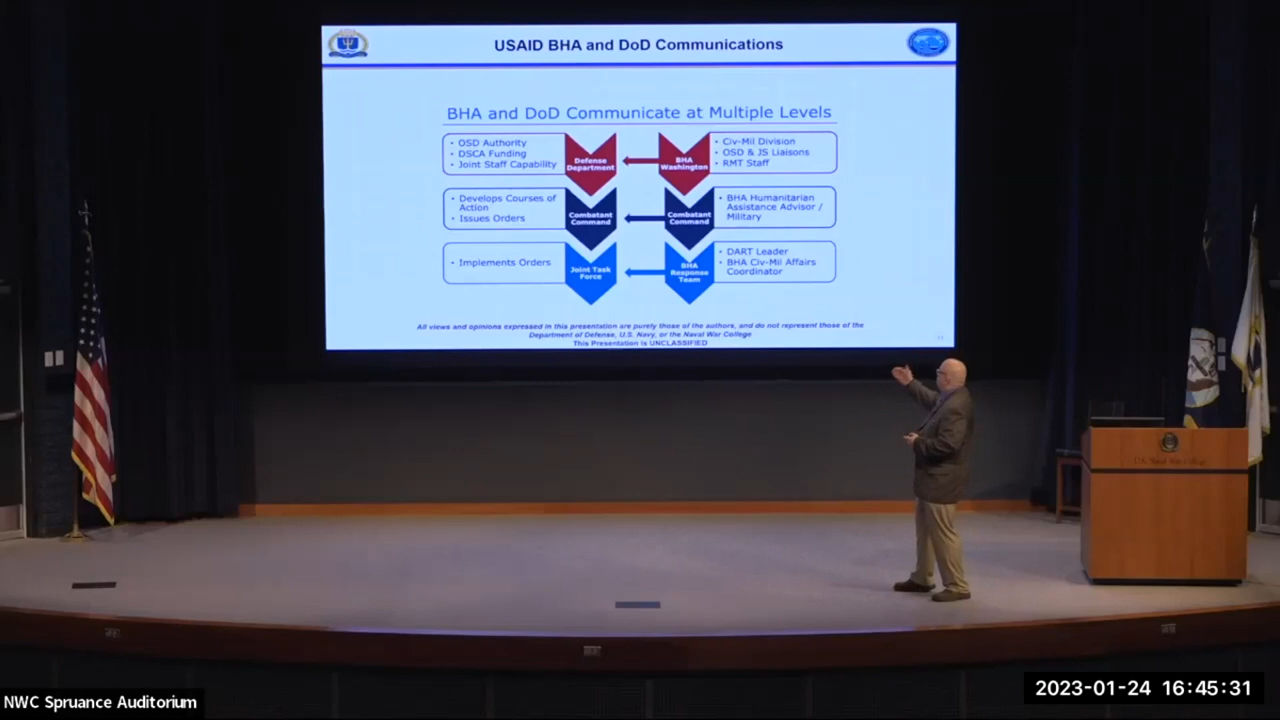 USAID BHA and DoD Communications
BHA and DoD Communicate at Multiple Levels
• OSD Authority
• DSCA Funding
• Joint Staff Capability
Defense
Department
BHA
Washington
• Civ-Mil Division
• OSD & JS Liaisons
• RMT Staff
• Develops Courses of
Action
• Issues Orders
Combatant
Command
Combatant
Command
• BHA Humanitarian
Assistance Advisor /
Military
• Implements Orders
Joint Task
Force
BHA
Response
Team
• DART Leader
• BHA Civ-Mil Affairs
Coordinator
All views and opinions expressed in this presentation are purely those of the authors, and do not represent those of the
Department of Defense, U.S. Navy, or the Naval War College
This Presentation is UNCLASSIFIED
U.S. Naval War College
NWC Spruance Auditorium
2023-01-24 16:45:31